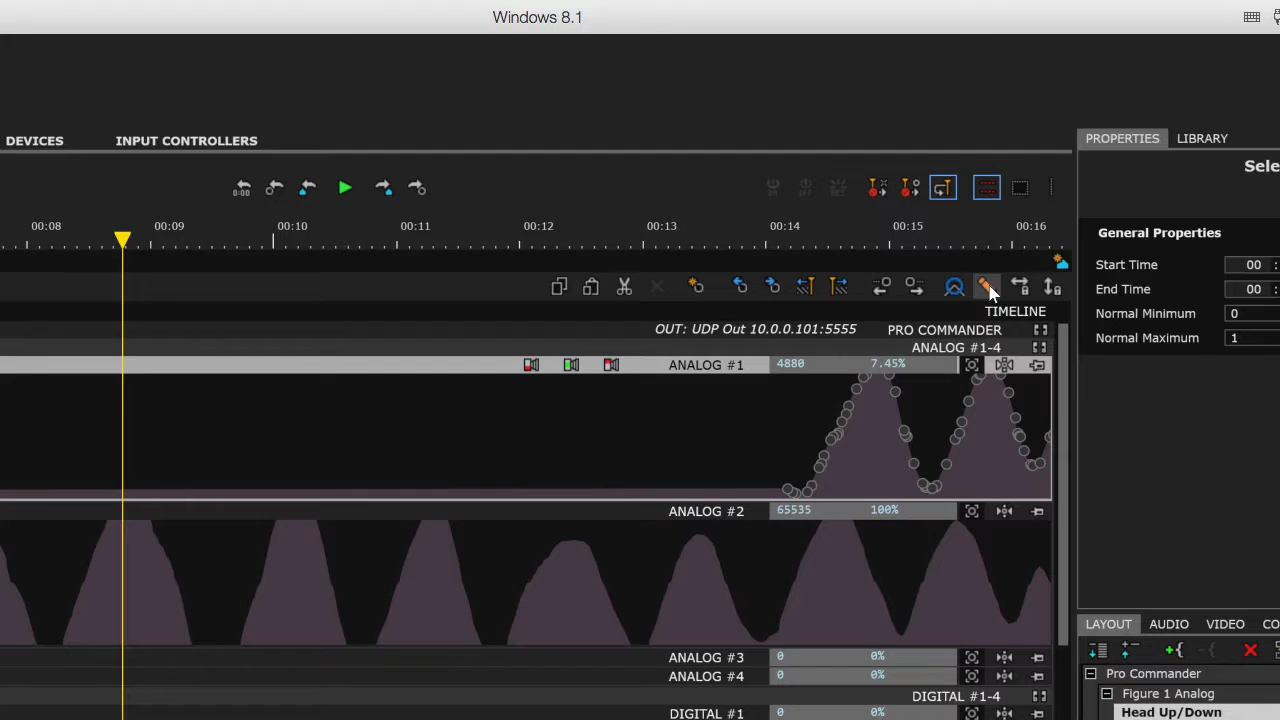 Windows 8.1
DEVICES
INPUT CONTROLLERS
PROPERTIES
LIBRARY
0:00
00:08
00:09
00:10
00:11
00:12
00:13
00:14
00:15
00:16
General Properties
Start Time 00 :
End Time 00 :
Normal Minimum 0
Normal Maximum 1
TIMELINE
OUT: UDP Out 10.0.0.101:5555 PRO COMMANDER
ANALOG #1-4
ANALOG #1 4880 7.45%
ANALOG #2 65535 100%
ANALOG #3 0 0%
ANALOG #4 0 0%
DIGITAL #1-4
DIGITAL #1 0 0%
LAYOUT
AUDIO
VIDEO
Pro Commander
Figure 1 Analog
Head Up/Down